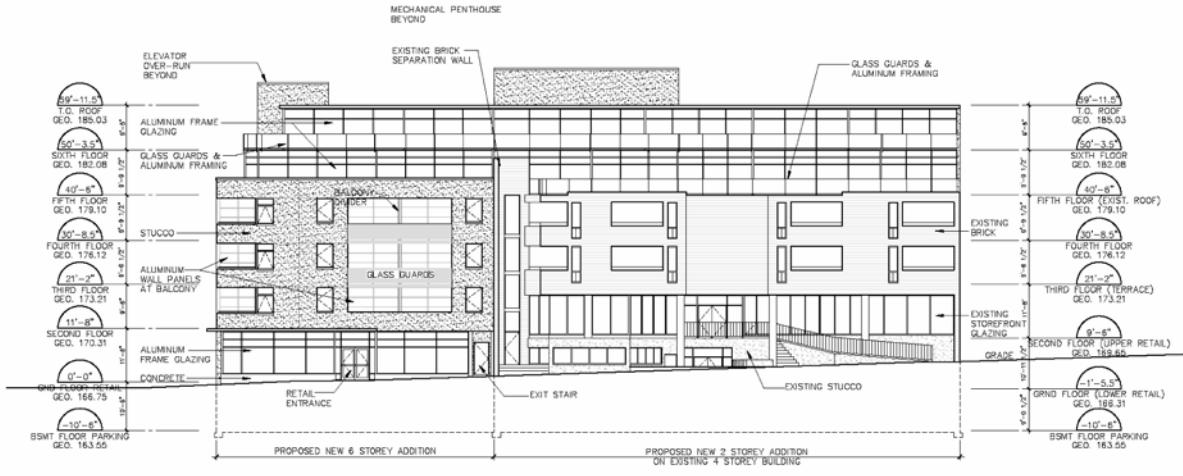 MECHANICAL PENTHOUSE
BEYOND
ELEVATOR
OVER-RUN
BEYOND
EXISTING BRICK
SEPARATION WALL
GLASS GUARDS &
ALUMINUM FRAMING
59'-11.5"
T.O. ROOF
GEO. 185.03
ALUMINUM FRAME
GLAZING
59'-11.5"
T.O. ROOF
GEO. 185.03
50'-3.5"
SIXTH FLOOR
GEO. 182.08
GLASS GUARDS &
ALUMINUM FRAMING
50'-3.5"
SIXTH FLOOR
GEO. 182.08
40'-6"
FIFTH FLOOR
GEO. 179.10
BALCONY
DIVIDER
40'-6"
FIFTH FLOOR (EXIST. ROOF)
GEO. 179.10
STUCCO
EXISTING
BRICK
30'-8.5"
FOURTH FLOOR
GEO. 176.12
30'-8.5"
FOURTH FLOOR
GEO. 176.12
ALUMINUM
WALL PANELS
AT BALCONY
GLASS GUARDS
21'-2"
THIRD FLOOR
GEO. 173.21
21'-2"
THIRD FLOOR (TERRACE)
GEO. 173.21
EXISTING
STOREFRONT
GLAZING
11'-8"
SECOND FLOOR
GEO. 170.31
9'-6"
SECOND FLOOR (UPPER RETAIL)
GEO. 169.65
ALUMINUM
FRAME GLAZING
GRADE
CONCRETE
0'-0"
GND FLOOR RETAIL
GEO. 166.75
RETAIL
ENTRANCE
EXIT STAIR
EXISTING STUCCO
-1'-5.5"
GRND FLOOR (LOWER RETAIL)
GEO. 166.31
-10'-6"
BSMT FLOOR PARKING
GEO. 163.55
-10'-6"
BSMT FLOOR PARKING
GEO. 163.55
PROPOSED NEW 6 STOREY ADDITION
PROPOSED NEW 2 STOREY ADDITION
ON EXISTING 4 STOREY BUILDING